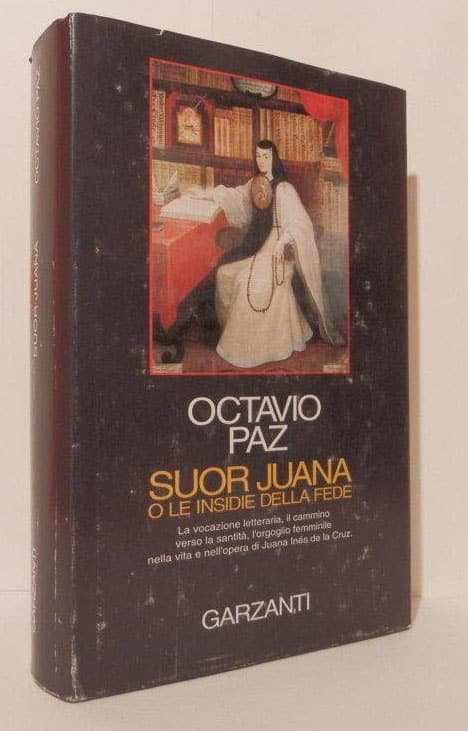 OCTAVIO
PAZ
SUOR JUANA
O LE INSIDIE DELLA FEDE
La vocazione letteraria, il cammino
verso la santità, l'orgoglio femminile
nella vita e nell'opera di Juana Inés de la Cruz.
GARZANTI
OCTAVIO PAZ
SUOR JUANA
GARZANTI